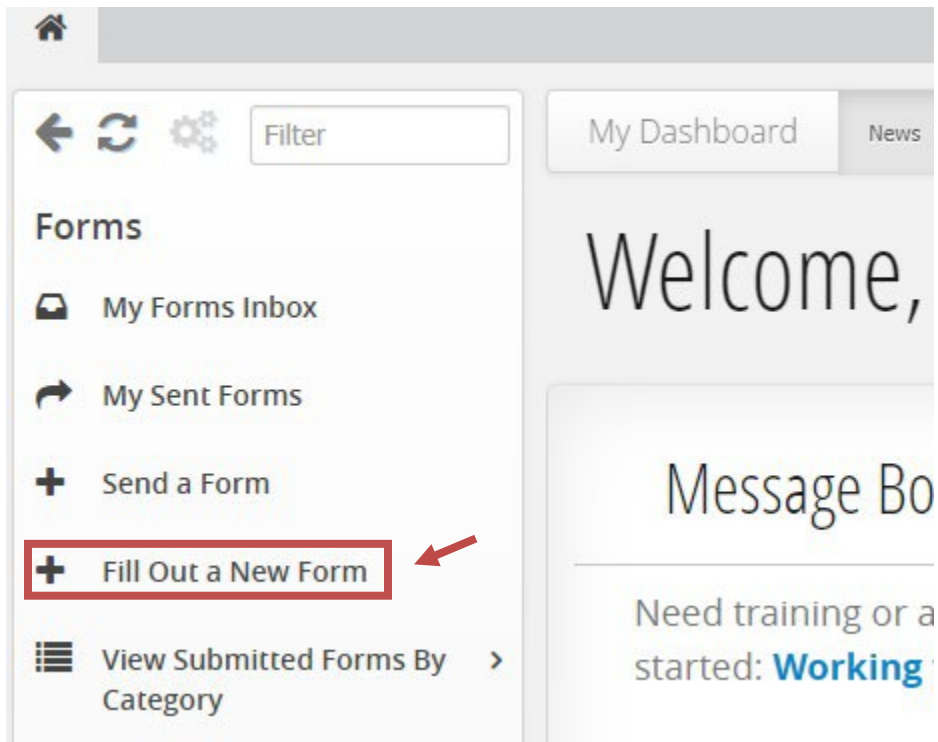 Filter
Forms
My Forms Inbox
My Sent Forms
Send a Form
Fill Out a New Form
View Submitted Forms By
Category
My Dashboard News
Welcome,
Message Bo
Need training or a
started: Working